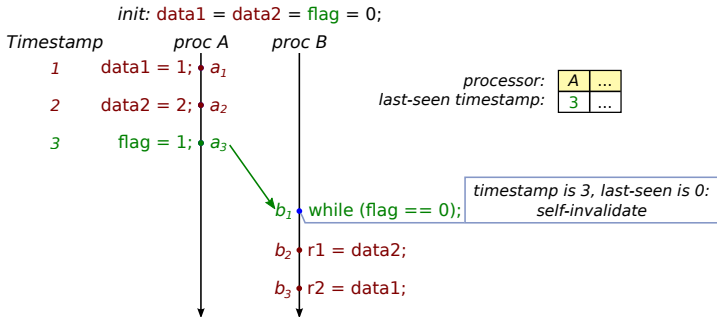 init: data1 = data2 = flag = 0;
Timestamp proc A proc B
1 data1 = 1; a1
processor: A ...
2 data2 = 2; a2
last-seen timestamp: 3 ...
3 flag = 1; a3
timestamp is 3, last-seen is 0:
b1 while (flag == 0);
self-invalidate
b2 r1 = data2;
b3 r2 = data1;